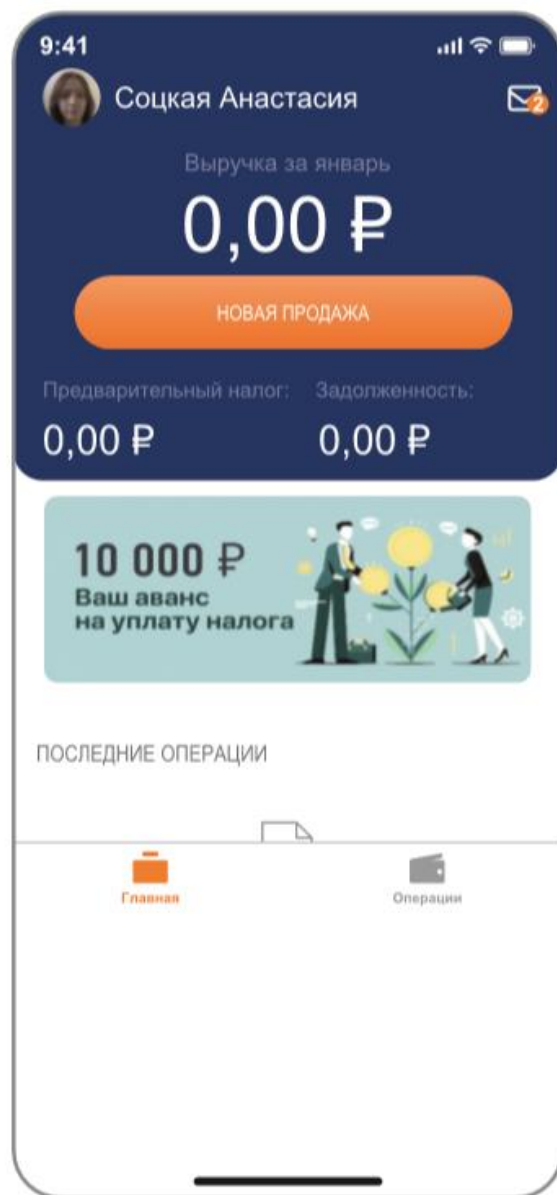 9:41
Соцкая Анастасия
2
Выручка за январь
0,00 ₽
НОВАЯ ПРОДАЖА
Предварительный налог: Задолженность:
0,00 ₽ 0,00 ₽
10 000 ₽
Ваш аванс
на уплату налога
ПОСЛЕДНИЕ ОПЕРАЦИИ
Главная Операции